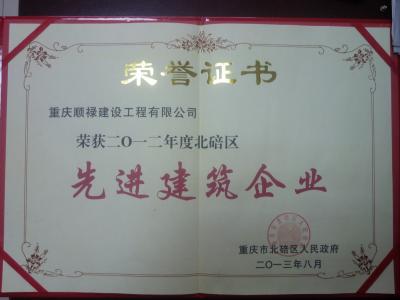 荣誉证书
重庆顺禄建设工程有限公司
荣获二〇一二年度北碚区
先进建筑企业
重庆市北碚区人民政府
二〇一三年八月